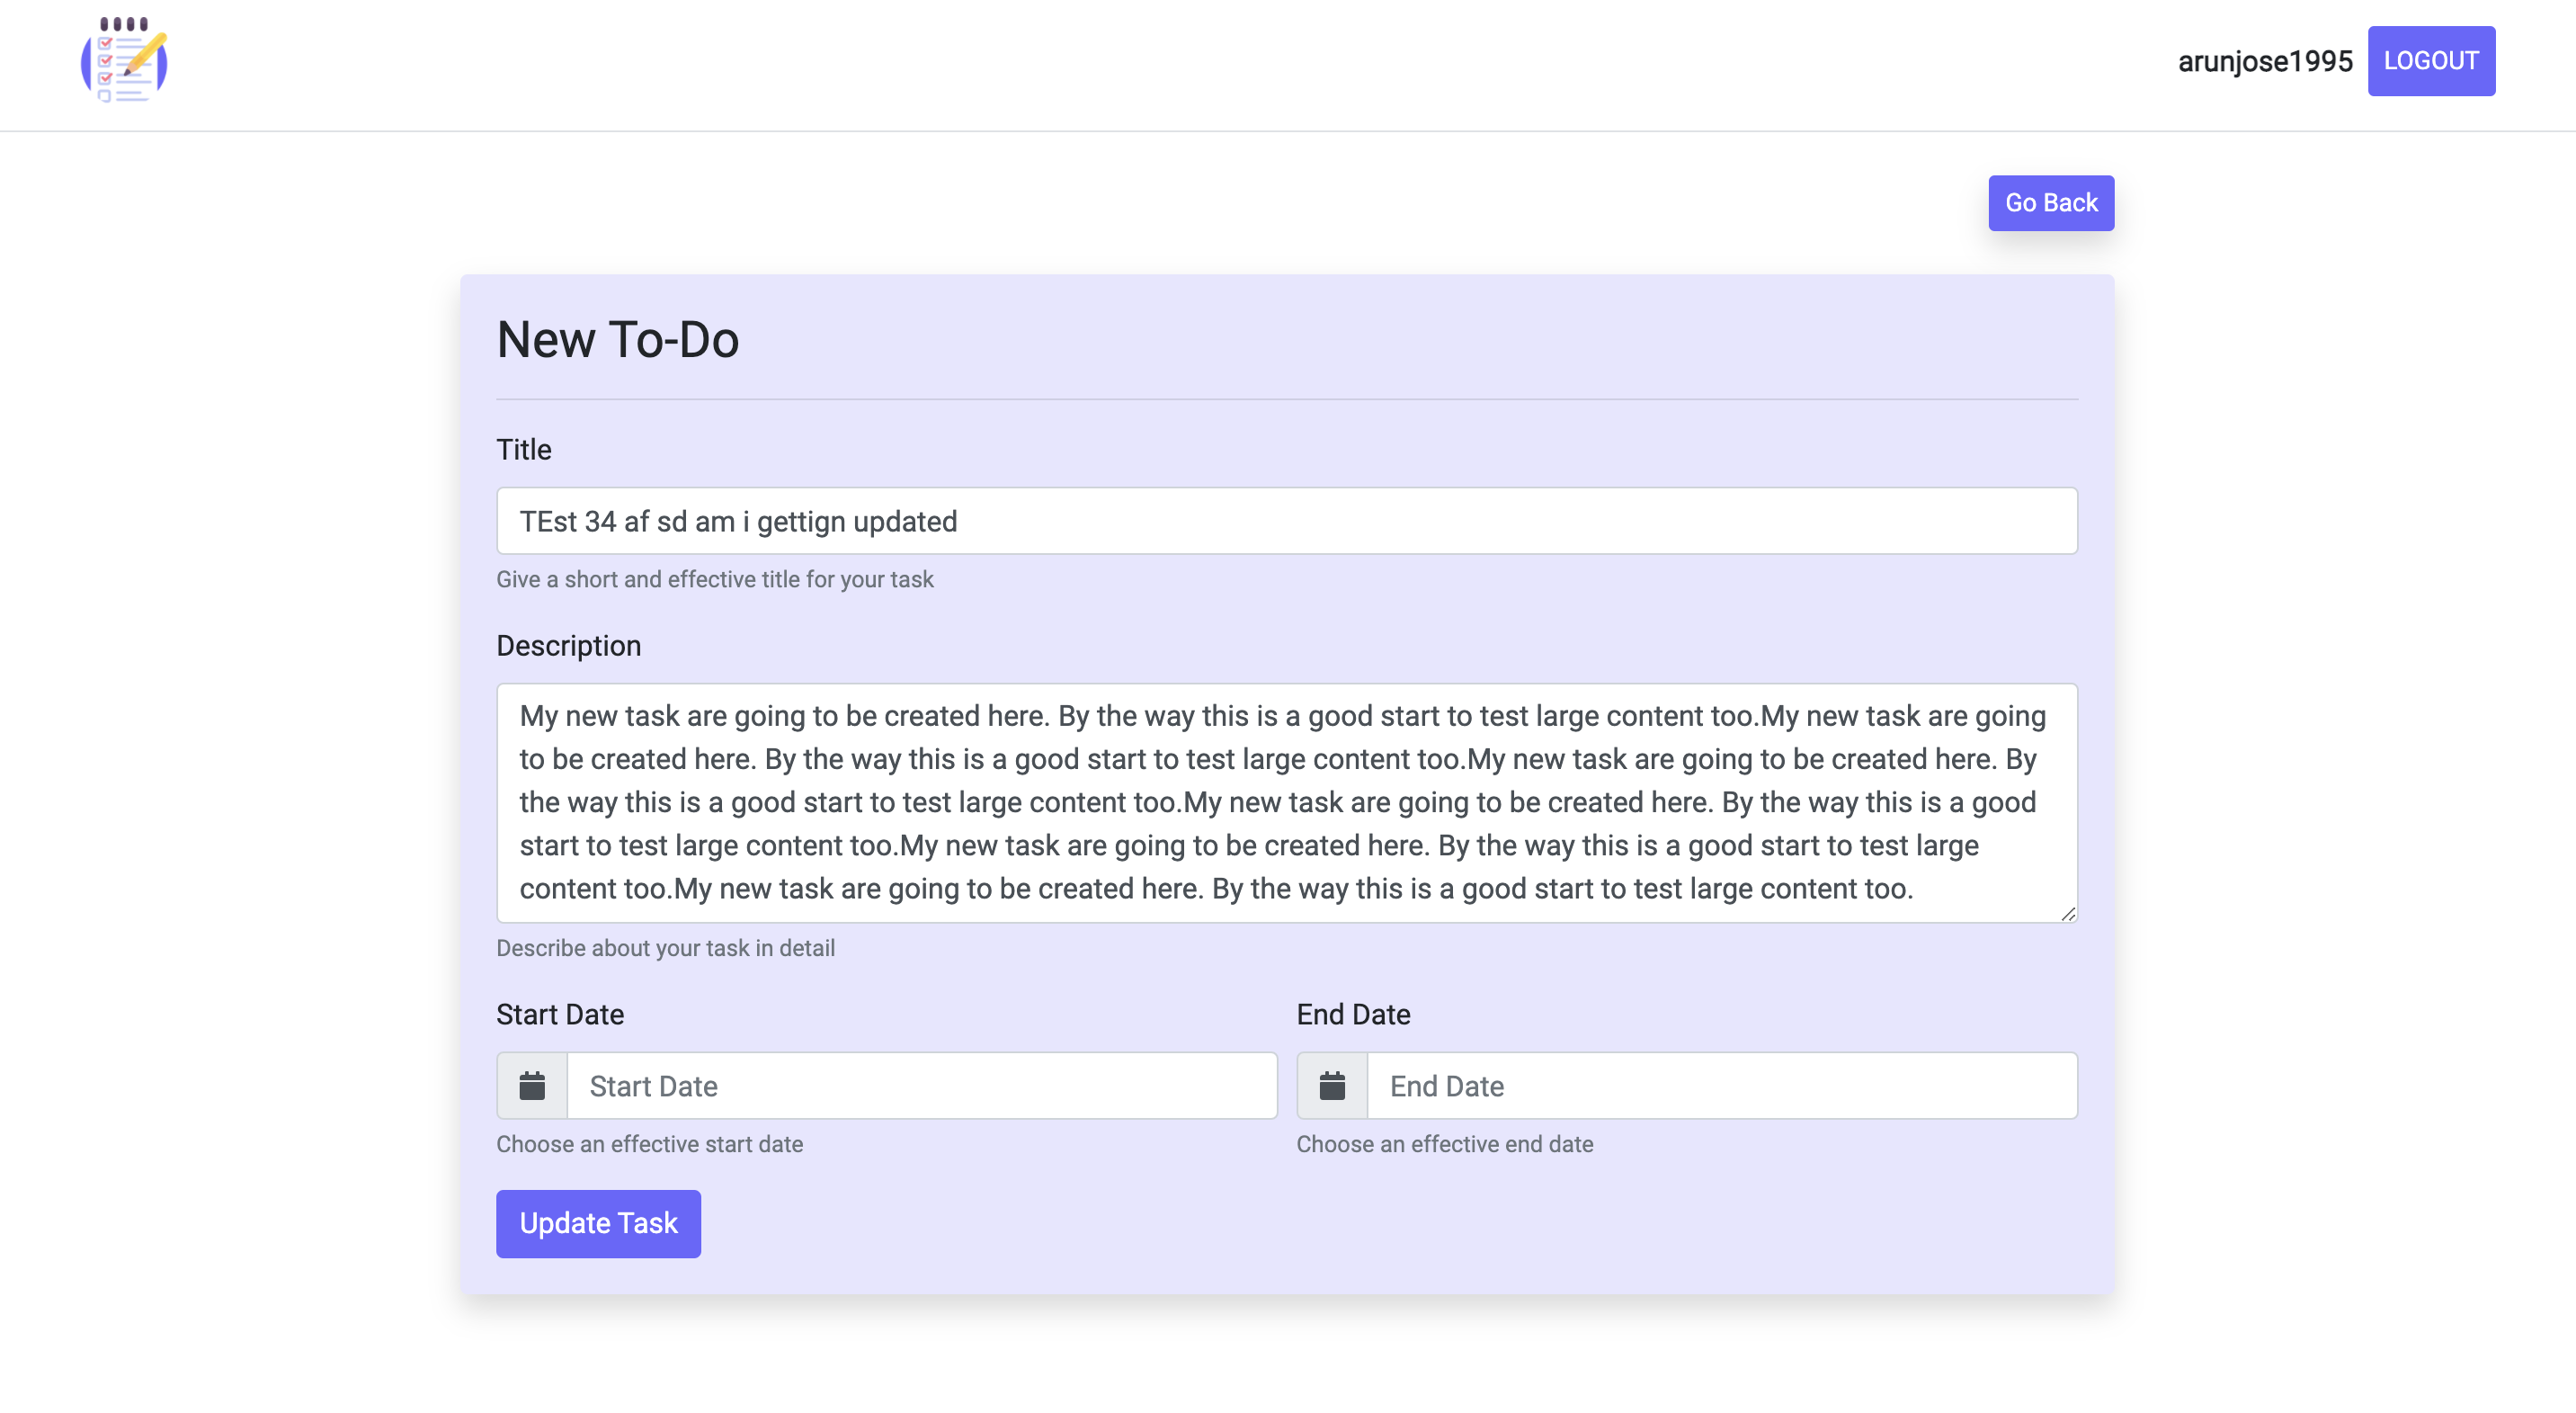 arunjose1995 LOGOUT
Go Back
New To-Do
Title
TEst 34 af sd am i gettign updated
Give a short and effective title for your task
Description
My new task are going to be created here. By the way this is a good start to test large content too.My new task are going
to be created here. By the way this is a good start to test large content too.My new task are going to be created here. By
the way this is a good start to test large content too.My new task are going to be created here. By the way this is a good
start to test large content too.My new task are going to be created here. By the way this is a good start to test large
content too.My new task are going to be created here. By the way this is a good start to test large content too.
Describe about your task in detail
Start Date End Date
Start Date End Date
Choose an effective start date Choose an effective end date
Update Task